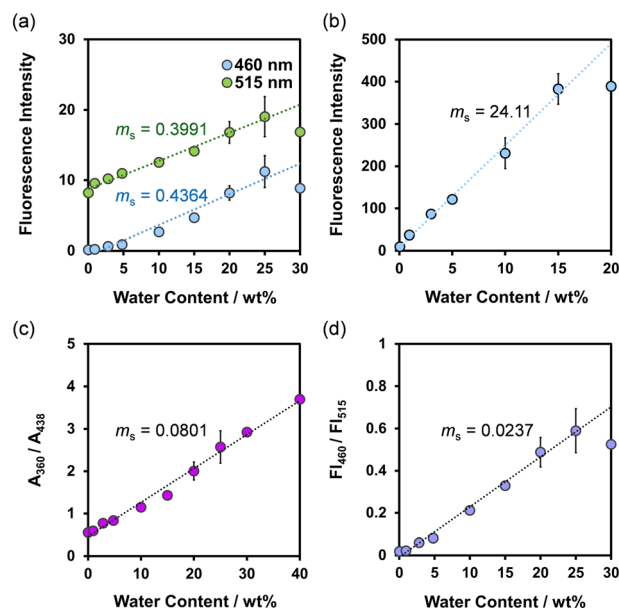 (a)
30
20
10
0
Fluorescence Intensity
460 nm
515 nm
mₛ = 0.3991
mₛ = 0.4364
0 5 10 15 20 25 30
Water Content / wt%
(b)
500
400
300
200
100
0
Fluorescence Intensity
mₛ = 24.11
0 5 10 15 20
Water Content / wt%
(c)
5
4
3
2
1
0
A₃₆₀ / A₄₃₈
mₛ = 0.0801
0 10 20 30 40
Water Content / wt%
(d)
1
0.8
0.6
0.4
0.2
0
FI₄₆₀ / FI₅₁₅
mₛ = 0.0237
0 5 10 15 20 25 30
Water Content / wt%